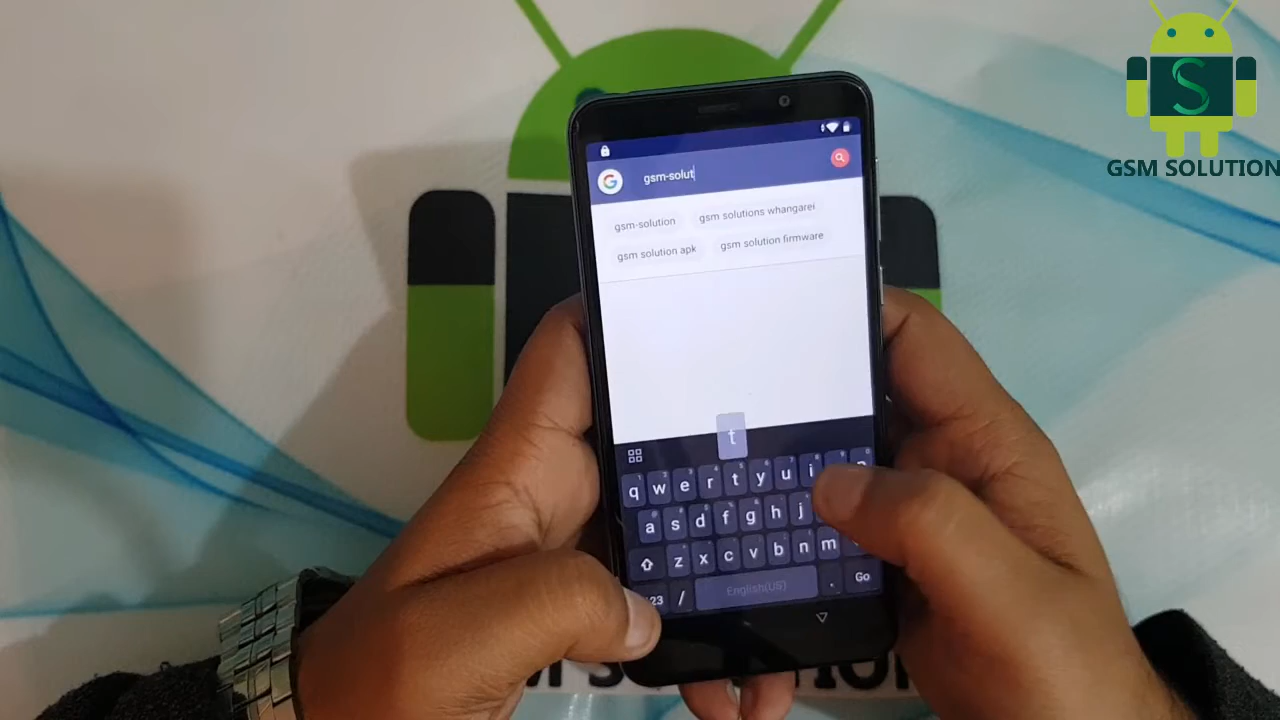 GSM SOLUTION
gsm-solut
gsm-solution
gsm solutions whangarei
gsm solution apk
gsm solution firmware
t
q w e r t y u i
a s d f g h j
z x c v b n m
/ English(US) . Go